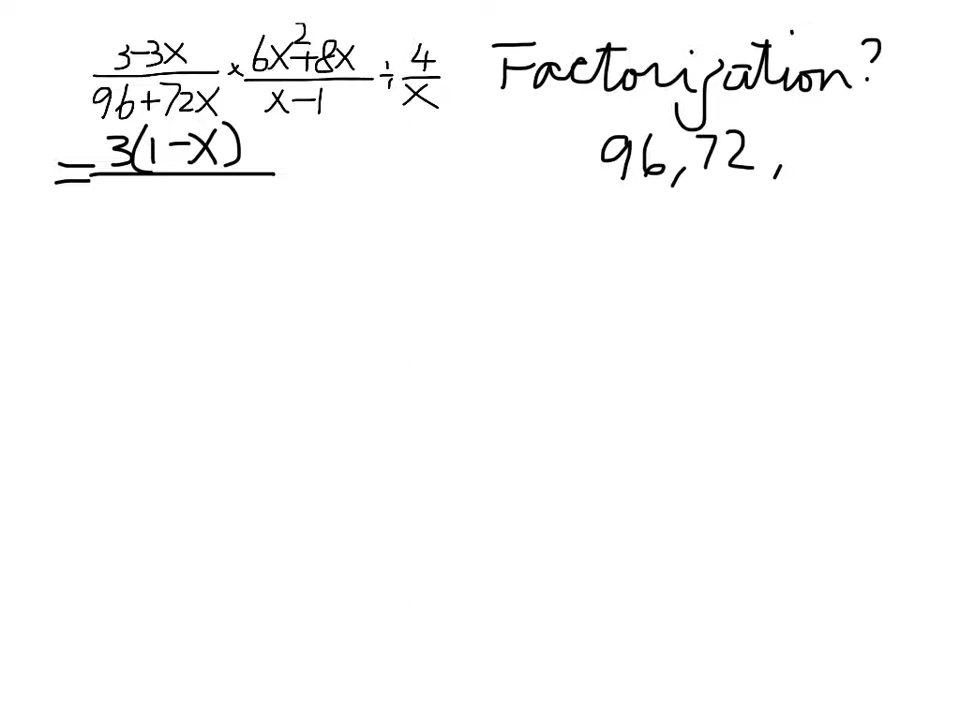 (3-3x)/(96+72x) × (6x²+8x)/(x-1) ÷ 4/x
= 3(1-x)
Factorization?
96, 72,